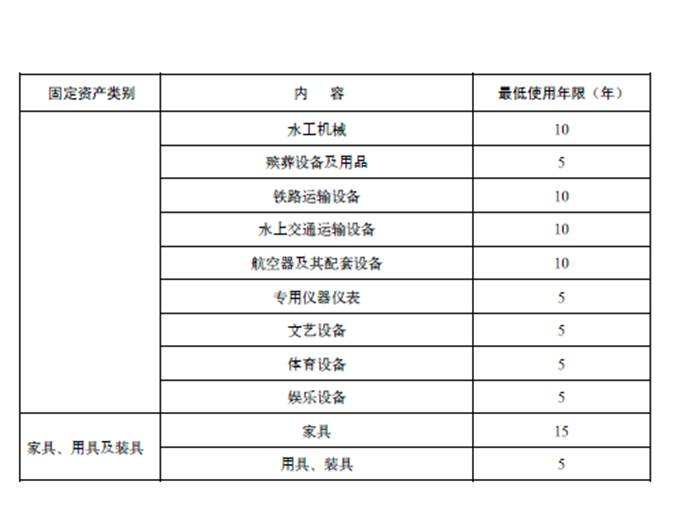 固定资产类别 内 容 最低使用年限（年）
水工机械 10
殡葬设备及用品 5
铁路运输设备 10
水上交通运输设备 10
航空器及其配套设备 10
专用仪器仪表 5
文艺设备 5
体育设备 5
娱乐设备 5
家具、用具及装具 家具 15
用具、装具 5